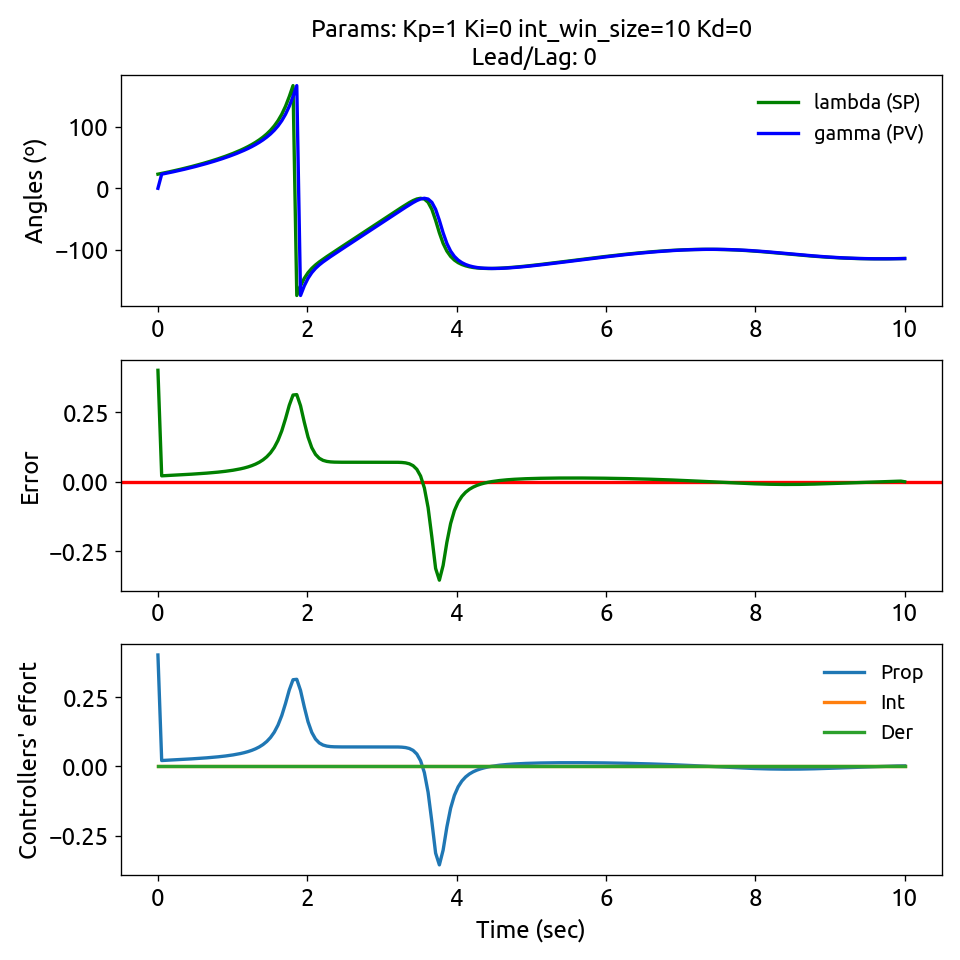 Params: Kp=1 Ki=0 int_win_size=10 Kd=0
Lead/Lag: 0
Angles (º)
100
0
−100
lambda (SP)
gamma (PV)
0 2 4 6 8 10
Error
0.25
0.00
−0.25
0 2 4 6 8 10
Controllers' effort
0.25
0.00
−0.25
Prop
Int
Der
0 2 4 6 8 10
Time (sec)